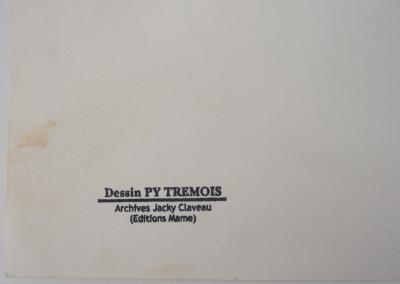 Dessin PY TREMOIS
Archives Jacky Claveau
(Editions Mame)